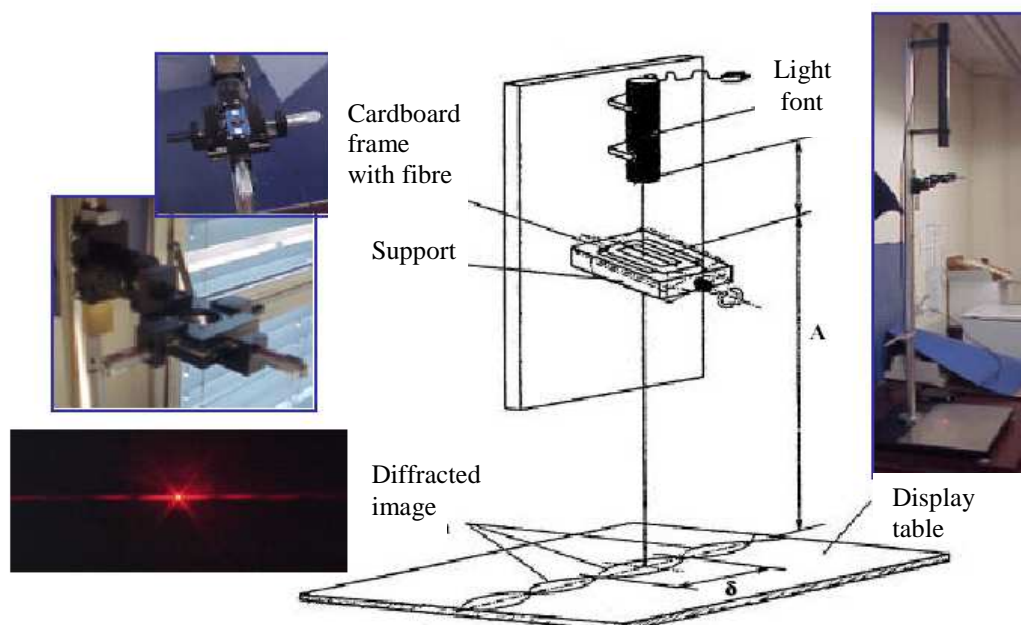 Light
font
Cardboard
frame
with fibre
Support
A
Diffracted
image
Display
table
δ